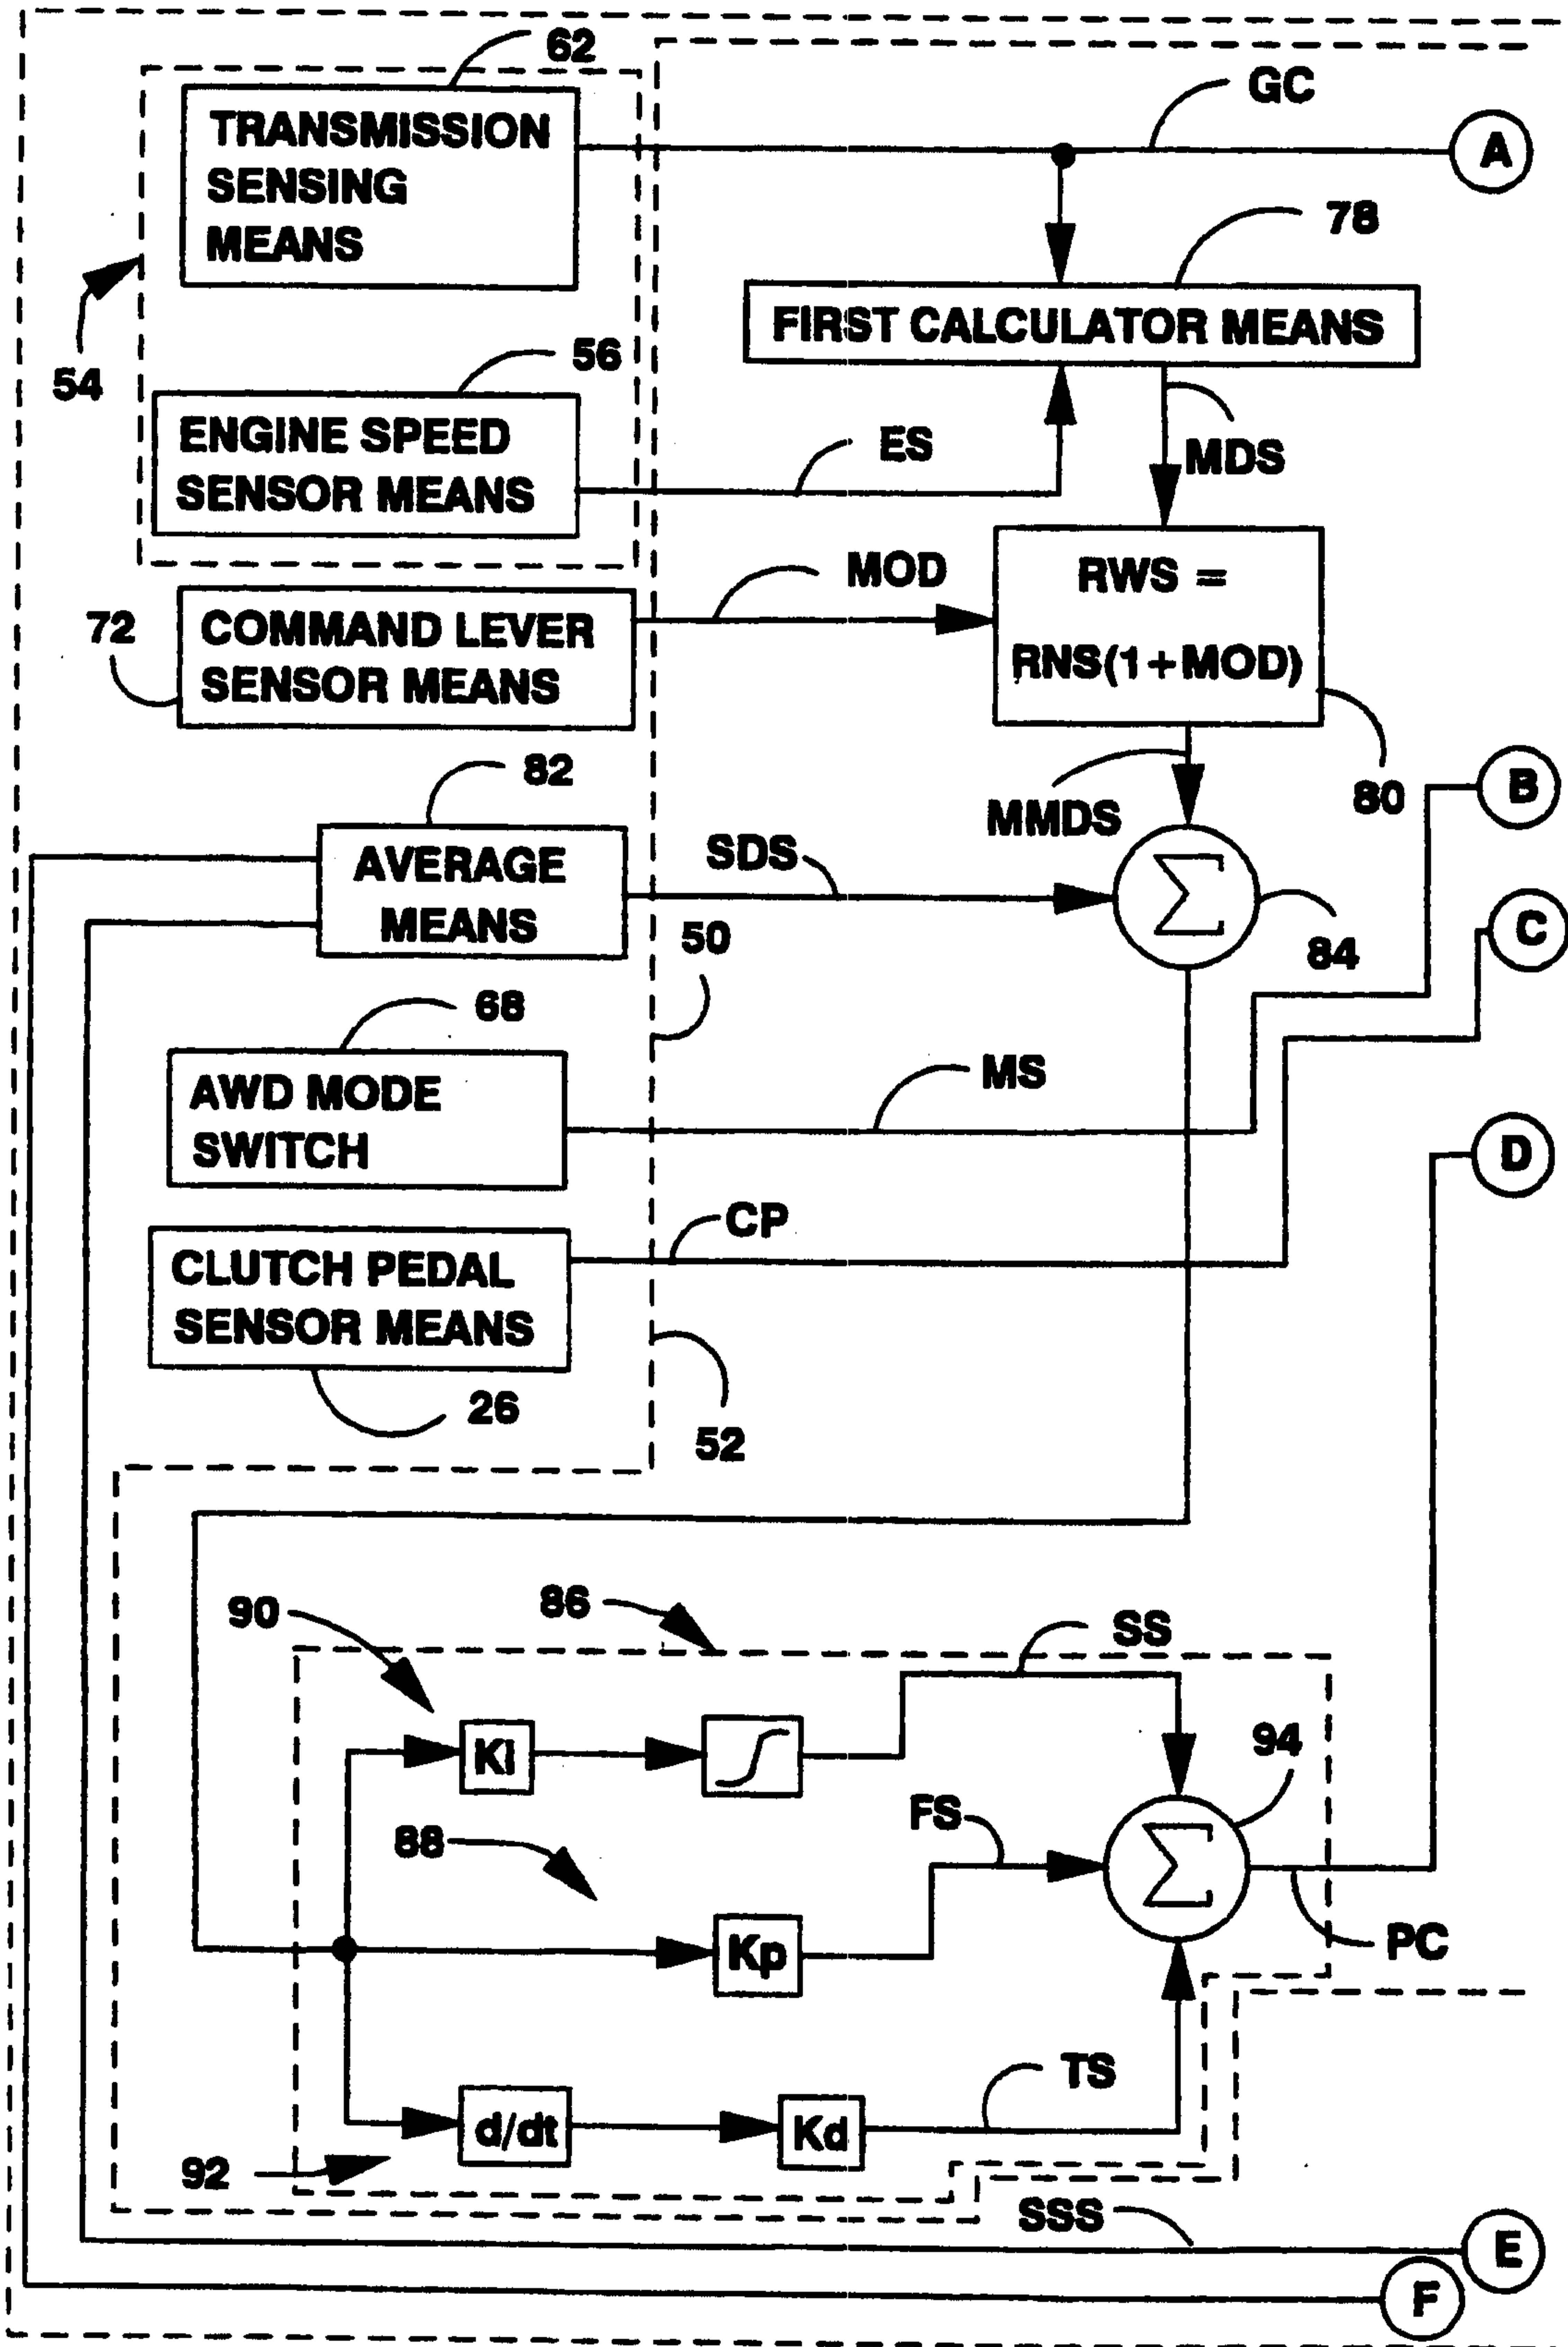 62
GC
TRANSMISSION
SENSING
MEANS
A
78
54
FIRST CALCULATOR MEANS
56
ENGINE SPEED
SENSOR MEANS
ES
MDS
MOD
RWS =
RNS(1+MOD)
72
COMMAND LEVER
SENSOR MEANS
82
MMDS
80
B
AVERAGE
MEANS
SDS
50
84
C
68
AWD MODE
SWITCH
MS
D
CP
CLUTCH PEDAL
SENSOR MEANS
26
52
90
86
SS
Ki
94
FS
88
Kp
PC
TS
d/dt
Kd
92
SSS
E
F